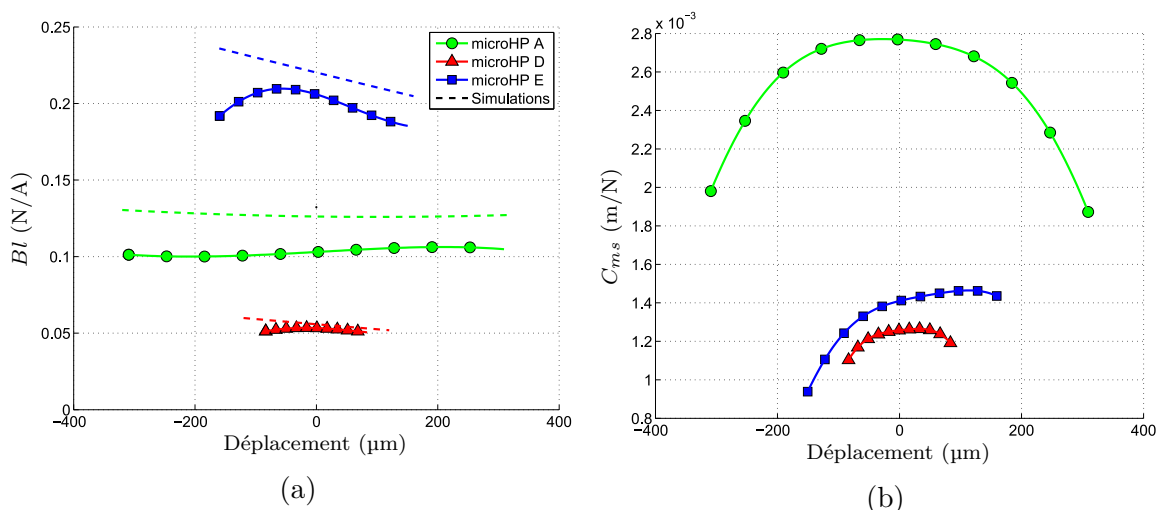 0.25
0.2
0.15
0.1
0.05
0
−400
−200
0
200
400
Bl (N/A)
Déplacement (µm)
microHP A
microHP D
microHP E
Simulations
(a)
x 10⁻³
2.8
2.6
2.4
2.2
2
1.8
1.6
1.4
1.2
1
0.8
−400
−200
0
200
400
Cms (m/N)
Déplacement (µm)
(b)